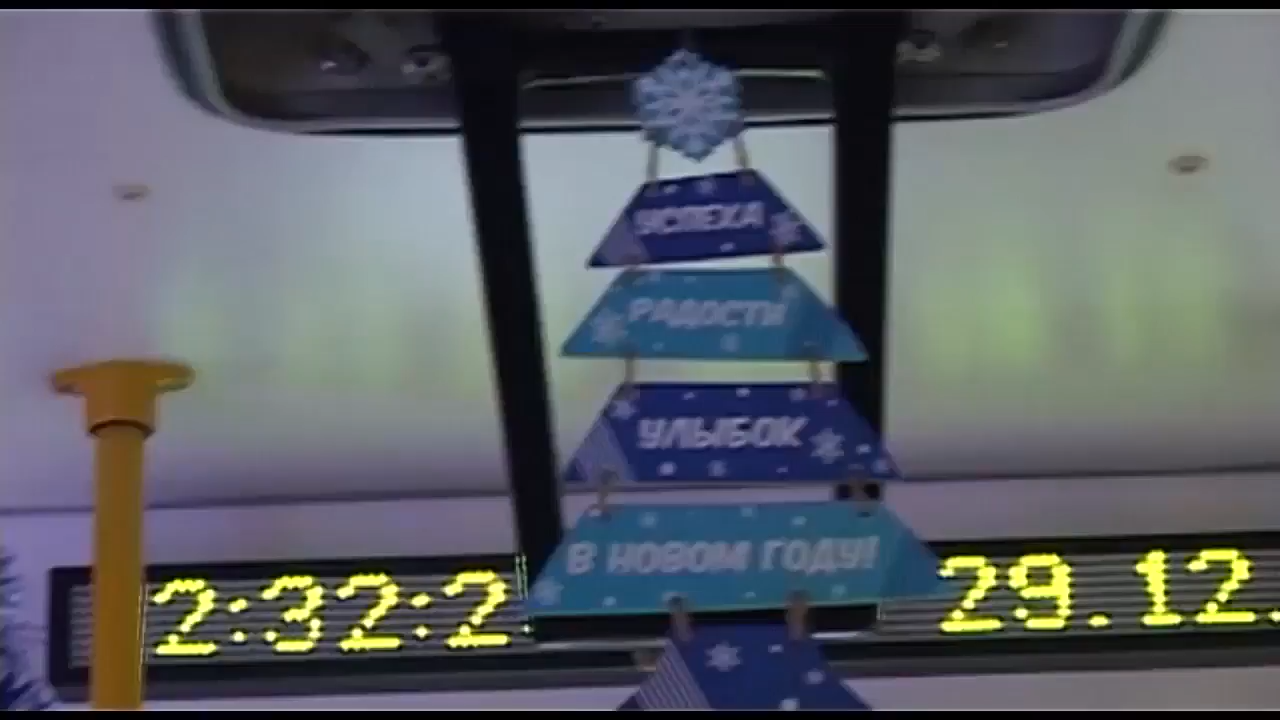 УСПЕХА
РАДОСТИ
УЛЫБОК
В НОВОМ ГОДУ!
2:32:2
29.12.